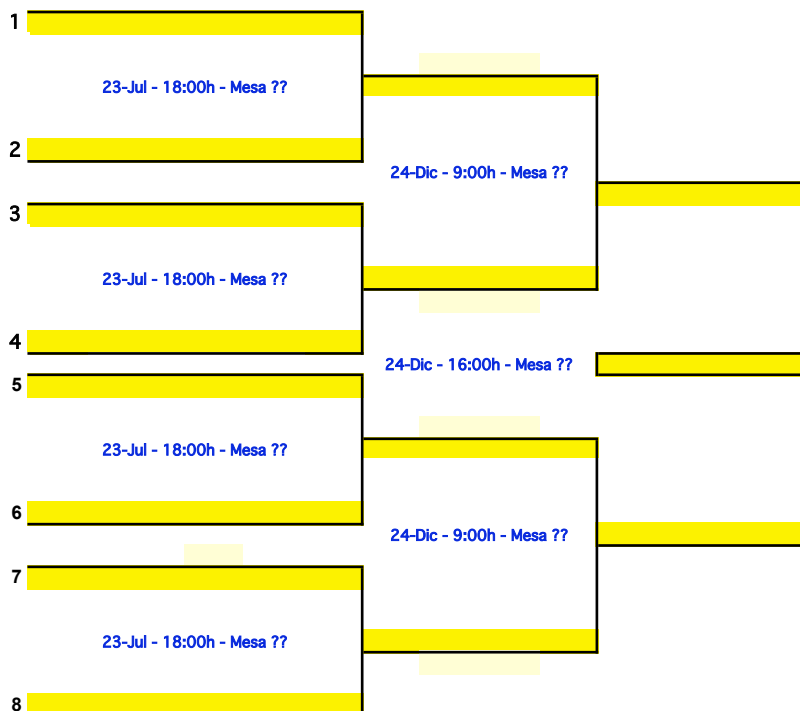 1
23-Jul - 18:00h - Mesa ??
2
24-Dic - 9:00h - Mesa ??
3
23-Jul - 18:00h - Mesa ??
4
24-Dic - 16:00h - Mesa ??
5
23-Jul - 18:00h - Mesa ??
6
24-Dic - 9:00h - Mesa ??
7
23-Jul - 18:00h - Mesa ??
8